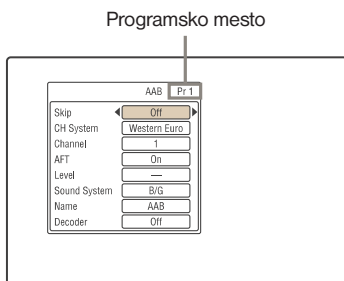 Programsko mesto
AAB Pr 1
Skip Off
CH System Western Euro
Channel 1
AFT On
Level —
Sound System B/G
Name AAB
Decoder Off